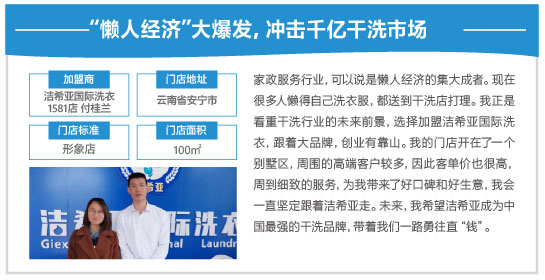 “懒人经济”大爆发，冲击千亿干洗市场
加盟商
门店地址
洁希亚国际洗衣
1581店 付桂兰
云南省安宁市
门店标准
门店面积
形象店
100㎡
洁 际洗衣
Giex nal Laund
家政服务行业，可以说是懒人经济的集大成者。现在
很多人懒得自己洗衣服，都送到干洗店打理。我正是
看重干洗行业的未来前景，选择加盟洁希亚国际洗
衣，跟着大品牌，创业有靠山。我的门店开在了一个
别墅区，周围的高端客户较多，因此客单价也很高，
周到细致的服务，为我带来了好口碑和好生意，我会
一直坚定跟着洁希亚走。未来，我希望洁希亚成为中
国最强的干洗品牌，带着我们一路勇往直“钱”。